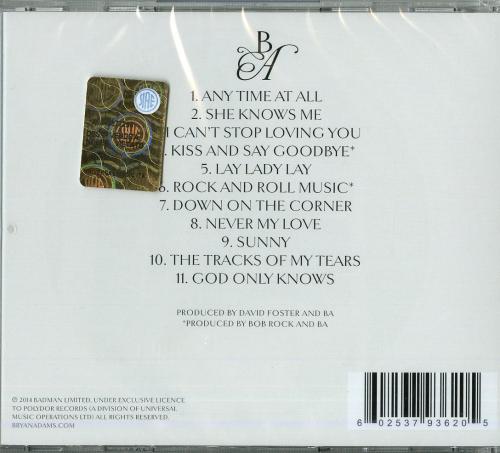 B
A
1. ANY TIME AT ALL
2. SHE KNOWS ME
I CAN'T STOP LOVING YOU
. KISS AND SAY GOODBYE*
5. LAY LADY LAY
6. ROCK AND ROLL MUSIC*
7. DOWN ON THE CORNER
8. NEVER MY LOVE
9. SUNNY
10. THE TRACKS OF MY TEARS
11. GOD ONLY KNOWS
PRODUCED BY DAVID FOSTER AND BA
*PRODUCED BY BOB ROCK AND BA
℗ 2014 BADMAN LIMITED, UNDER EXCLUSIVE LICENCE
TO POLYDOR RECORDS (A DIVISION OF UNIVERSAL
MUSIC OPERATIONS LTD) ALL RIGHTS RESERVED.
BRYANADAMS.COM
6 02537 93620 5